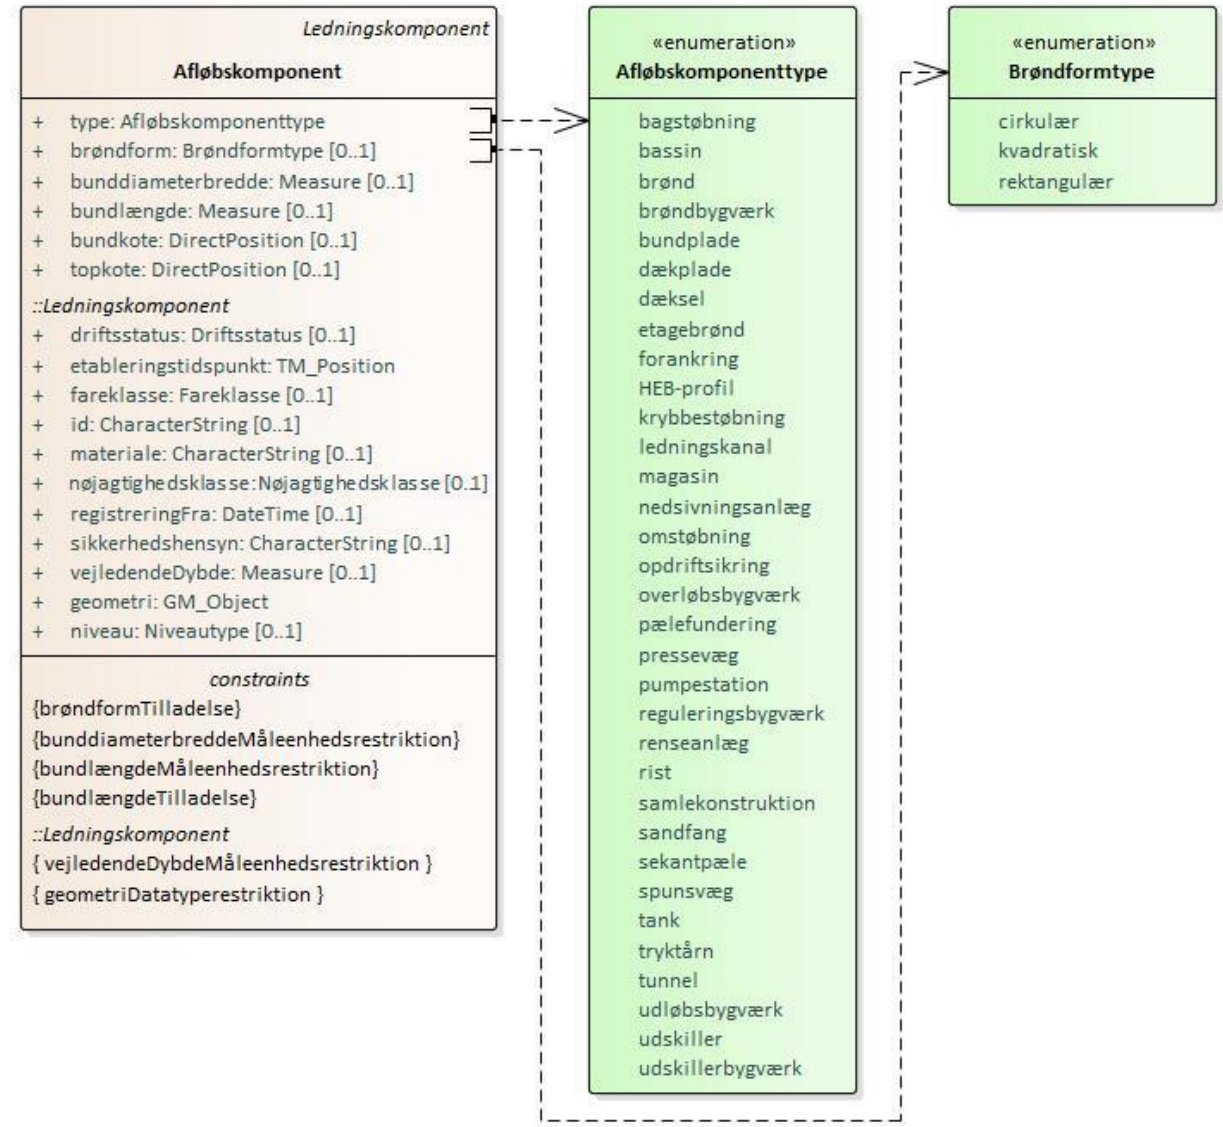 Ledningskomponent
Afløbskomponent
+ type: Afløbskomponenttype
+ brøndform: Brøndformtype [0..1]
+ bunddiameterbredde: Measure [0..1]
+ bundlængde: Measure [0..1]
+ bundkote: DirectPosition [0..1]
+ topkote: DirectPosition [0..1]
::Ledningskomponent
+ driftsstatus: Driftsstatus [0..1]
+ etableringstidspunkt: TM_Position
+ fareklasse: Fareklasse [0..1]
+ id: CharacterString [0..1]
+ materiale: CharacterString [0..1]
+ nøjagtighedsklasse:Nøjagtighedsklasse [0.1]
+ registreringFra: DateTime [0..1]
+ sikkerhedshensyn: CharacterString [0..1]
+ vejledendeDybde: Measure [0..1]
+ geometri: GM_Object
+ niveau: Niveautype [0..1]
constraints
{brøndformTilladelse}
{bunddiameterbreddeMåleenhedsrestriktion}
{bundlængdeMåleenhedsrestriktion}
{bundlængdeTilladelse}
::Ledningskomponent
{ vejledendeDybdeMåleenhedsrestriktion }
{ geometriDatatyperestriktion }
«enumeration»
Afløbskomponenttype
bagstøbning
bassin
brønd
brøndbygværk
bundplade
dækplade
dæksel
etagebrønd
forankring
HEB-profil
krybbestøbning
ledningskanal
magasin
nedsivningsanlæg
omstøbning
opdriftsikring
overløbsbygværk
pælefundering
pressevæg
pumpestation
reguleringsbygværk
renseanlæg
rist
samlekonstruktion
sandfang
sekantpæle
spunsvæg
tank
tryktårn
tunnel
udløbsbygværk
udskiller
udskillerbygværk
«enumeration»
Brøndformtype
cirkulær
kvadratisk
rektangulær